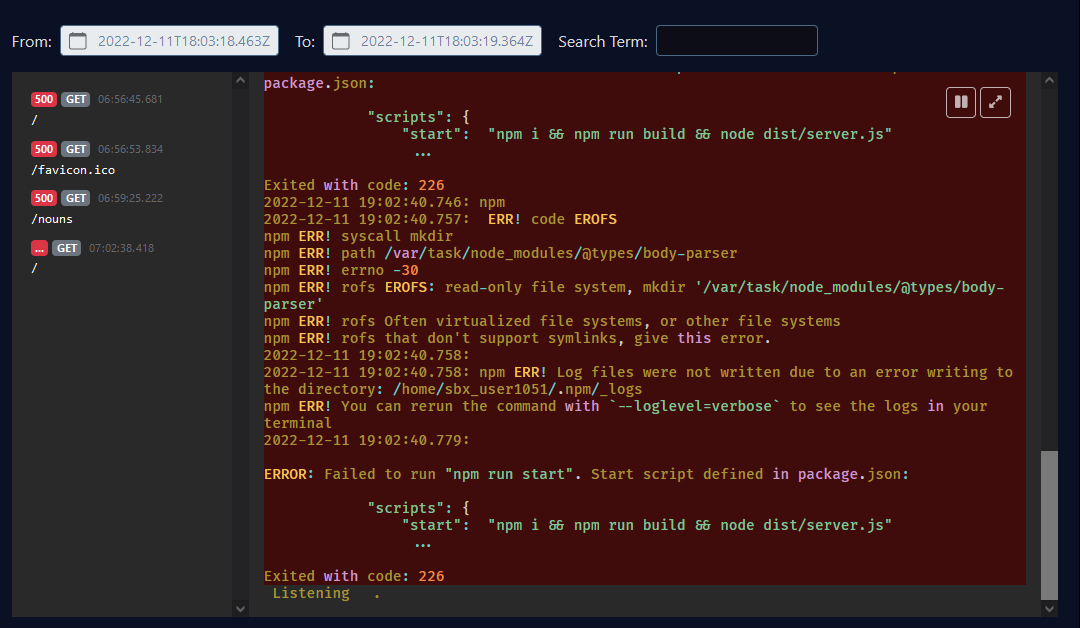 From: 2022-12-11T18:03:18.463Z To: 2022-12-11T18:03:19.364Z Search Term:
500 GET 06:56:45.681
/
500 GET 06:56:53.834
/favicon.ico
500 GET 06:59:25.222
/nouns
... GET 07:02:38.418
/
package.json:
"scripts": {
"start":  "npm i && npm run build && node dist/server.js"
...
Exited with code: 226
2022-12-11 19:02:40.746: npm
2022-12-11 19:02:40.757:  ERR! code EROFS
npm ERR! syscall mkdir
npm ERR! path /var/task/node_modules/@types/body-parser
npm ERR! errno -30
npm ERR! rofs EROFS: read-only file system, mkdir '/var/task/node_modules/@types/body-
parser'
npm ERR! rofs Often virtualized file systems, or other file systems
npm ERR! rofs that don't support symlinks, give this error.
2022-12-11 19:02:40.758:
2022-12-11 19:02:40.758: npm ERR! Log files were not written due to an error writing to
the directory: /home/sbx_user1051/.npm/_logs
npm ERR! You can rerun the command with `--loglevel=verbose` to see the logs in your
terminal
2022-12-11 19:02:40.779:
ERROR: Failed to run "npm run start". Start script defined in package.json:
"scripts": {
"start":  "npm i && npm run build && node dist/server.js"
...
Exited with code: 226
Listening   .